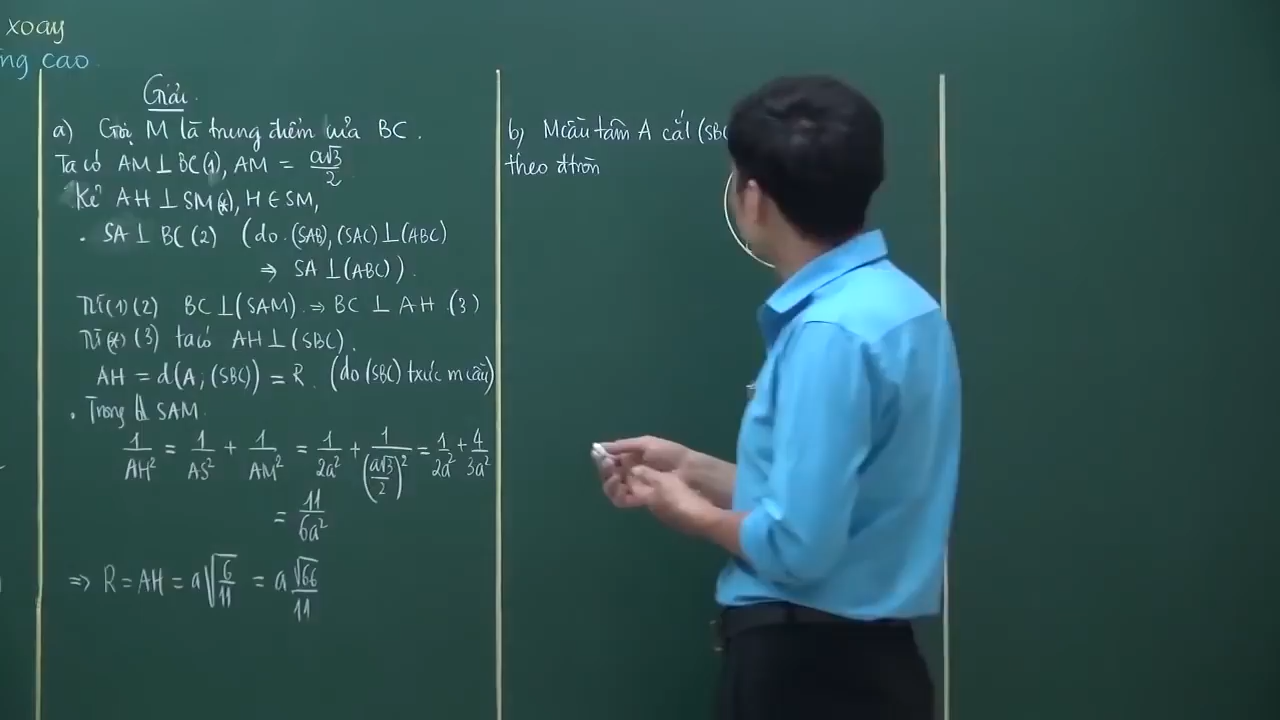 xoay
ng cao
Giải.
a) Gọi M là trung điểm của BC.
Ta có AM ⊥ BC (1), AM = a√3/2
Kẻ AH ⊥ SM (*), H ∈ SM,
. SA ⊥ BC (2) (do (SAB), (SAC) ⊥ (ABC)
⇒ SA ⊥ (ABC)).
Từ (1) (2) BC ⊥ (SAM). ⇒ BC ⊥ AH. (3)
Từ (*) (3) ta có AH ⊥ (SBC).
AH = d(A; (SBC)) = R. (do (SBC) txúc m cầu)
. Trong Δ SAM.
1/AH² = 1/AS² + 1/AM² = 1/2a² + 1/(a√3/2)² = 1/2a² + 4/3a²
= 11/6a²
⇒ R = AH = a√(6/11) = a √66/11
b) Mcầu tâm A cắt (SBC
theo đtròn